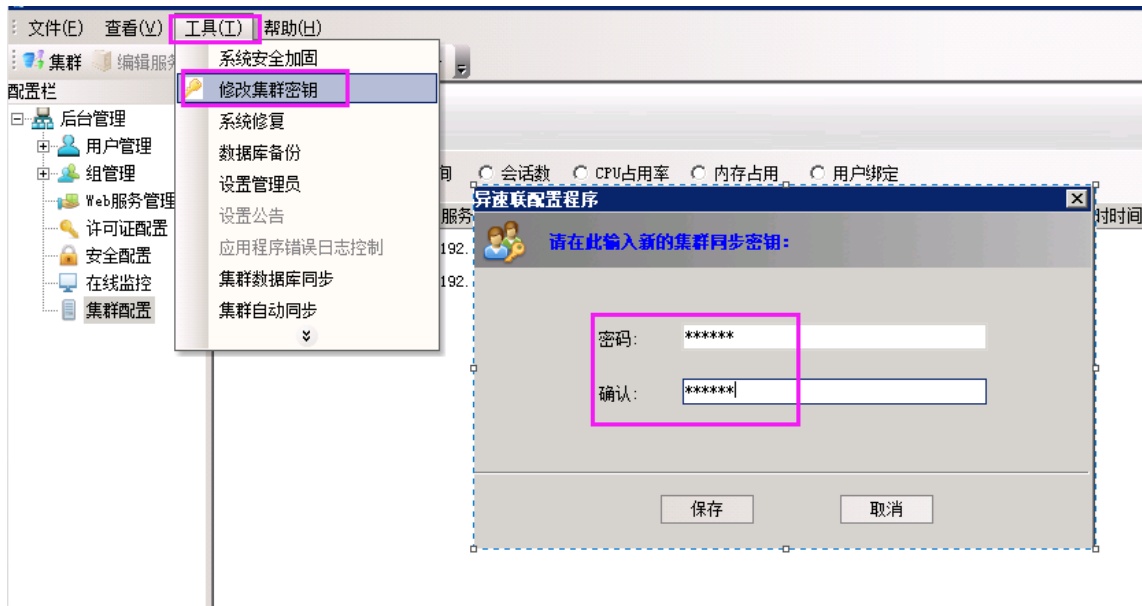 文件(E) 查看(V) 工具(T) 帮助(H)
集群 编辑服务
配置栏
后台管理
用户管理
组管理
Web服务管理
许可证配置
安全配置
在线监控
集群配置
系统安全加固
修改集群密钥
系统修复
数据库备份
设置管理员
设置公告
应用程序错误日志控制
集群数据库同步
集群自动同步
会话数 CPU占用率 内存占用 用户绑定
服务
时时间
192.
192.
异速联配置程序
请在此输入新的集群同步密钥:
密码: ******
确认: ******
保存 取消